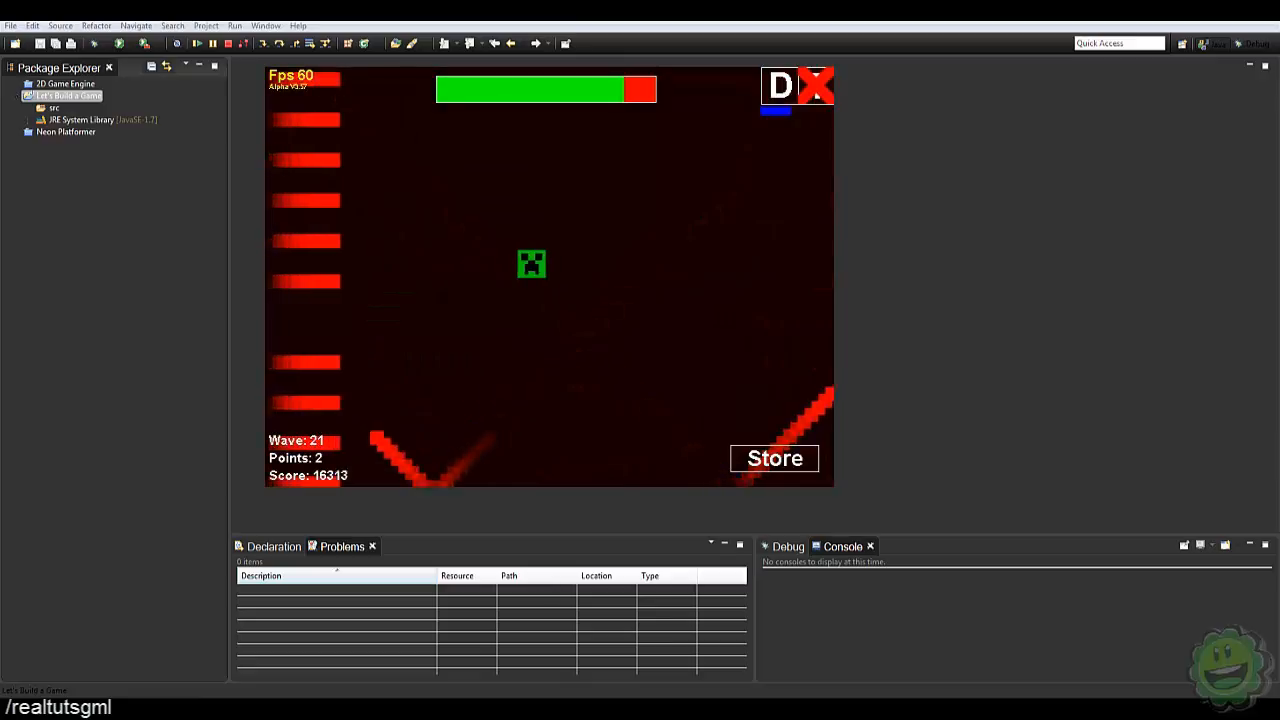 File Edit Source Refactor Navigate Search Project Run Window Help
Quick Access
Java
Debug
Package Explorer
2D Game Engine
Let's Build a Game
src
JRE System Library [JavaSE-1.7]
Neon Platformer
Fps 60
Alpha V3.57
D
Wave: 21
Points: 2
Score: 16313
Store
Declaration Problems
0 items
Description Resource Path Location Type
Debug Console
No consoles to display at this time.
Let's Build a Game
/realtutsgml